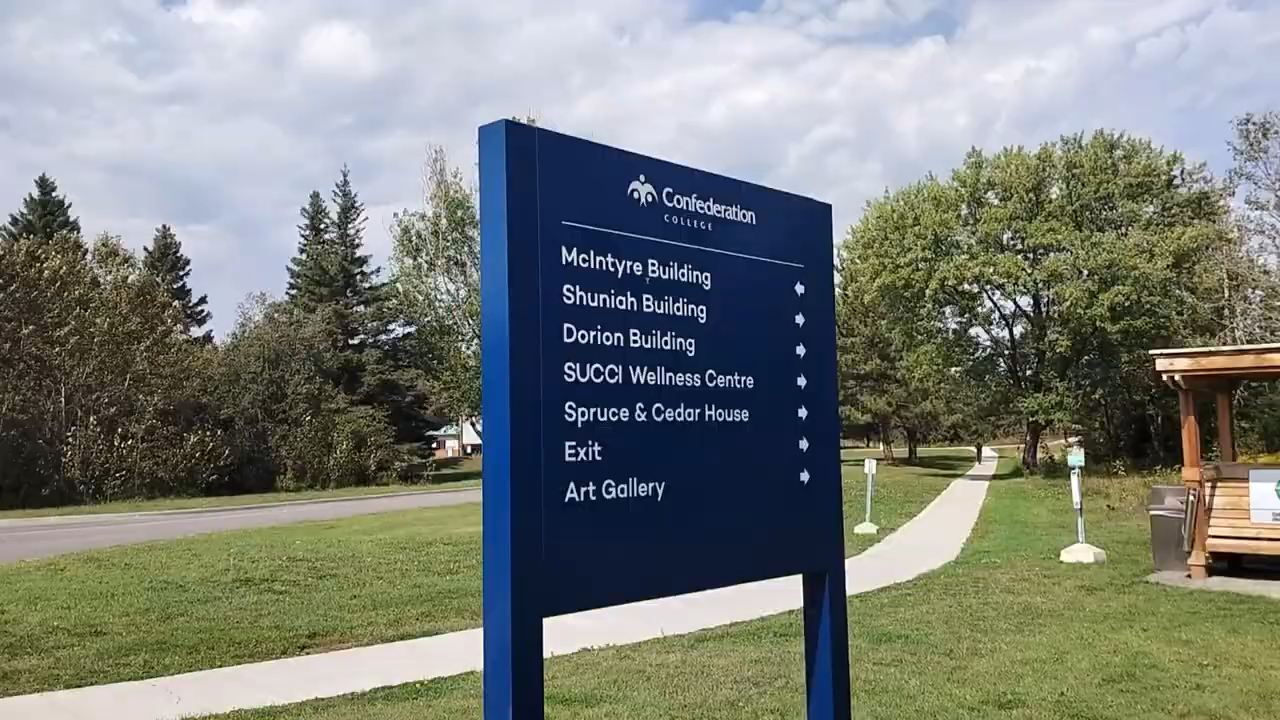 Confederation
COLLEGE
McIntyre Building
Shuniah Building
Dorion Building
SUCCI Wellness Centre
Spruce & Cedar House
Exit
Art Gallery